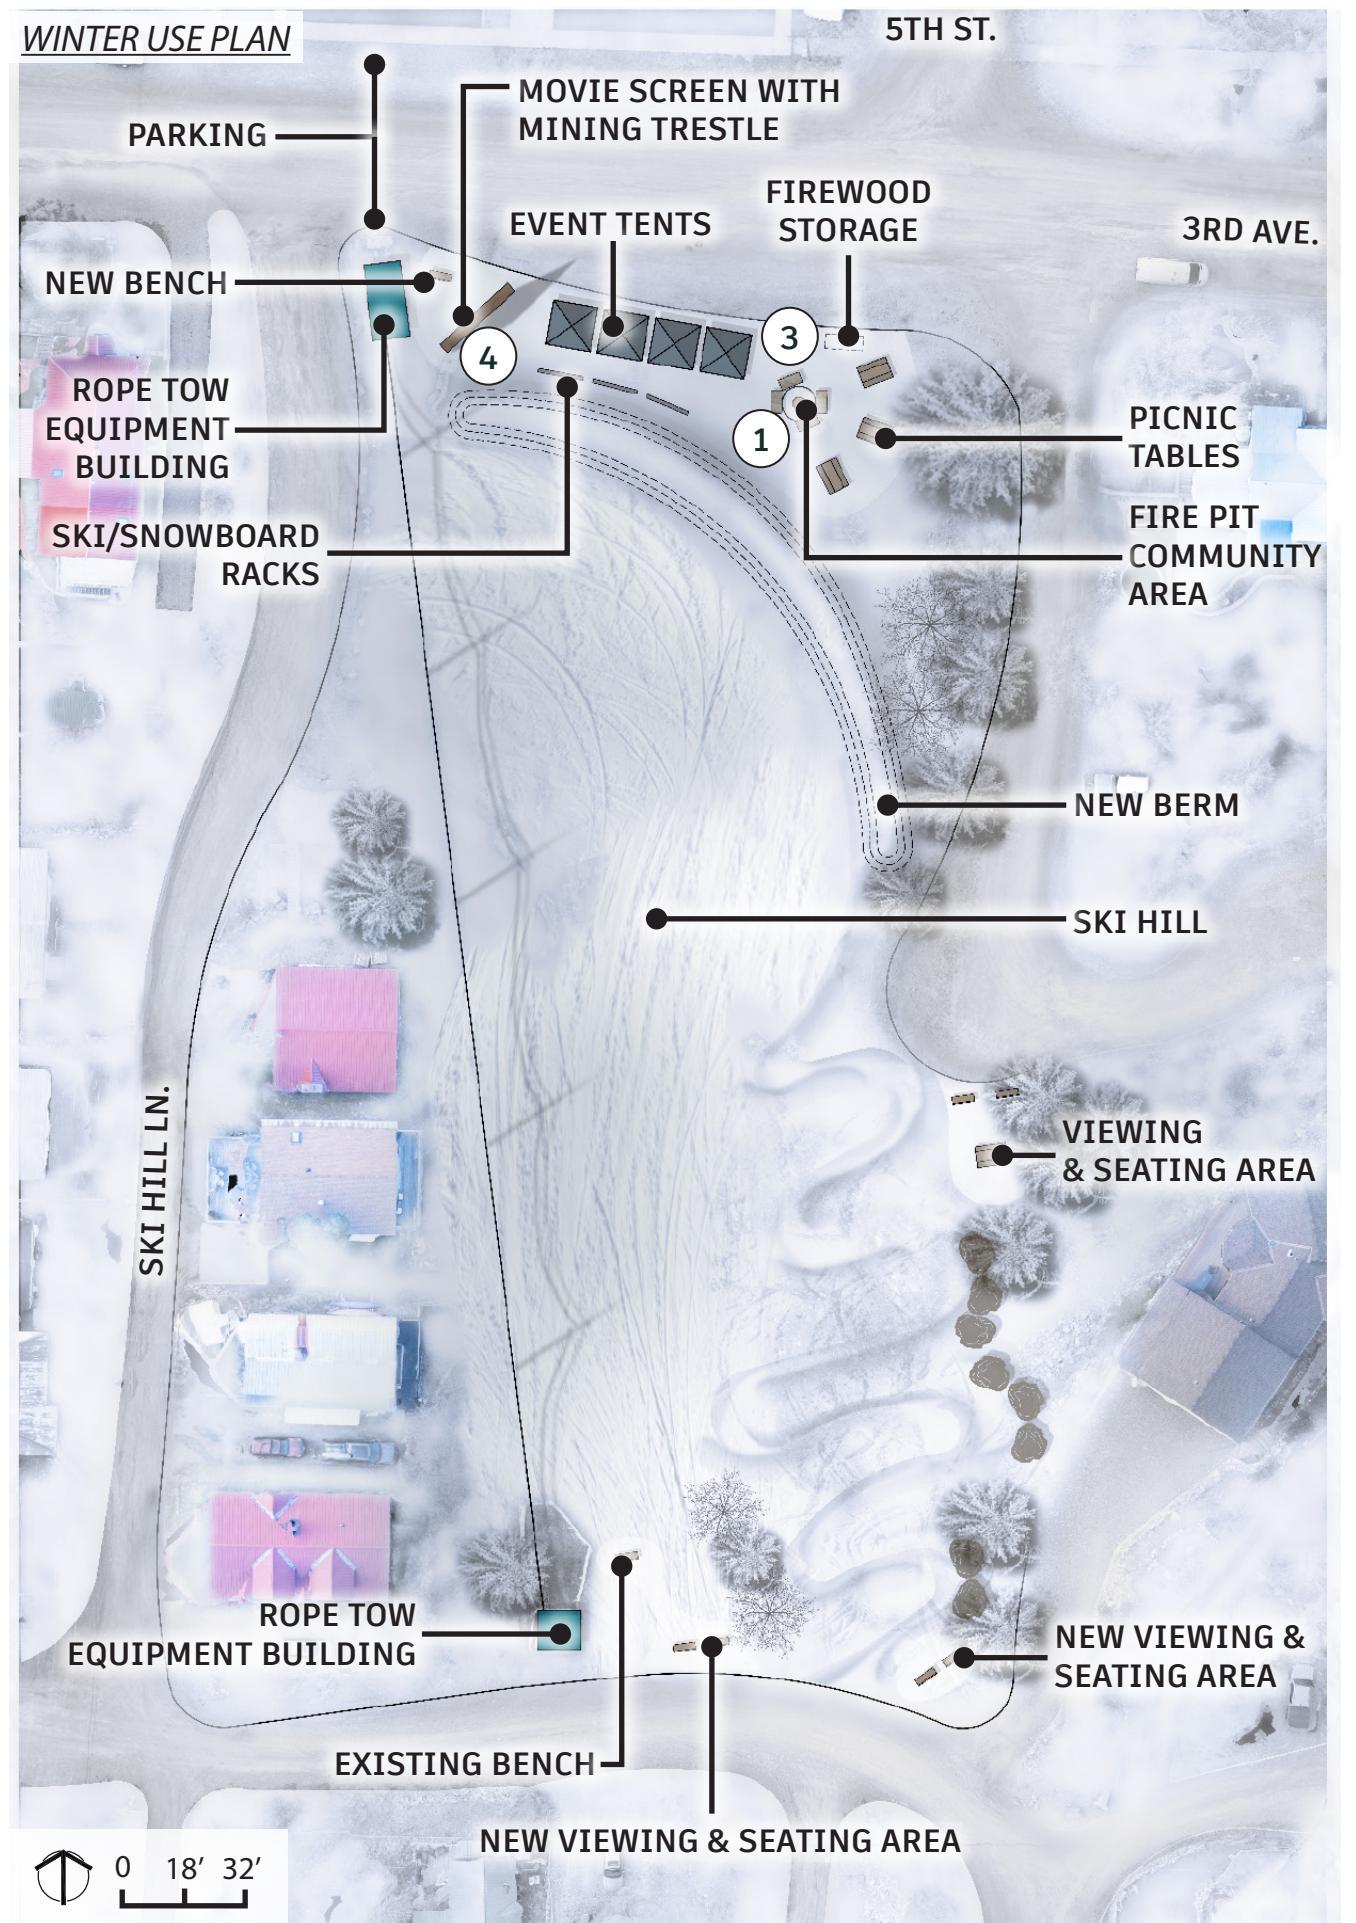 WINTER USE PLAN
5TH ST.
PARKING
MOVIE SCREEN WITH
MINING TRESTLE
FIREWOOD
STORAGE
EVENT TENTS
3RD AVE.
NEW BENCH
3
4
1
ROPE TOW
EQUIPMENT
BUILDING
PICNIC
TABLES
SKI/SNOWBOARD
RACKS
FIRE PIT
COMMUNITY
AREA
NEW BERM
SKI HILL
SKI HILL LN.
VIEWING
& SEATING AREA
ROPE TOW
EQUIPMENT BUILDING
NEW VIEWING &
SEATING AREA
EXISTING BENCH
NEW VIEWING & SEATING AREA
0 18’ 32’